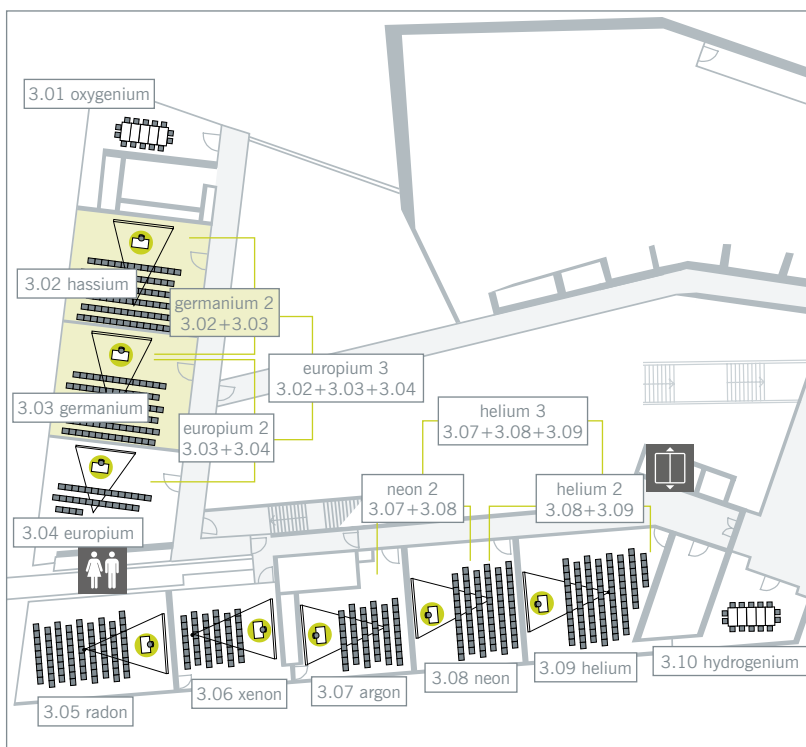 3.01 oxygenium
3.02 hassium
germanium 2
3.02+3.03
europium 3
3.02+3.03+3.04
3.03 germanium
europium 2
3.03+3.04
helium 3
3.07+3.08+3.09
neon 2
3.07+3.08
helium 2
3.08+3.09
3.04 europium
3.05 radon
3.06 xenon
3.07 argon
3.08 neon
3.09 helium
3.10 hydrogenium